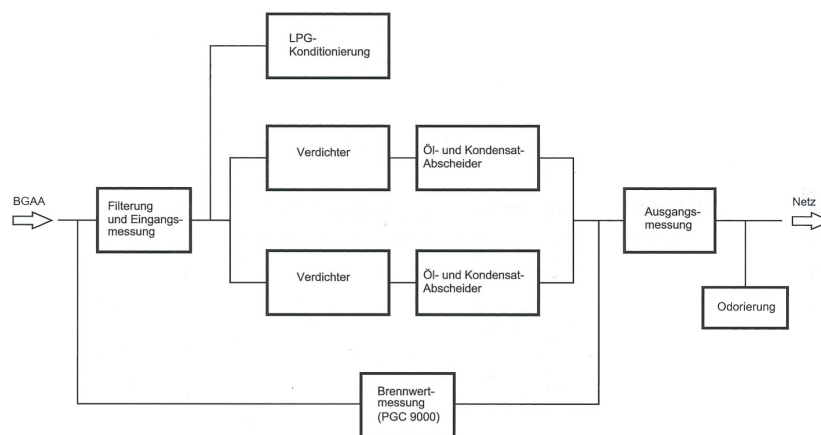 LPG-
Konditionierung
Verdichter
Öl- und Kondensat-
Abscheider
BGAA
Filterung
und Eingangs-
messung
Ausgangs-
messung
Netz
Verdichter
Öl- und Kondensat-
Abscheider
Odorierung
Brennwert-
messung
(PGC 9000)